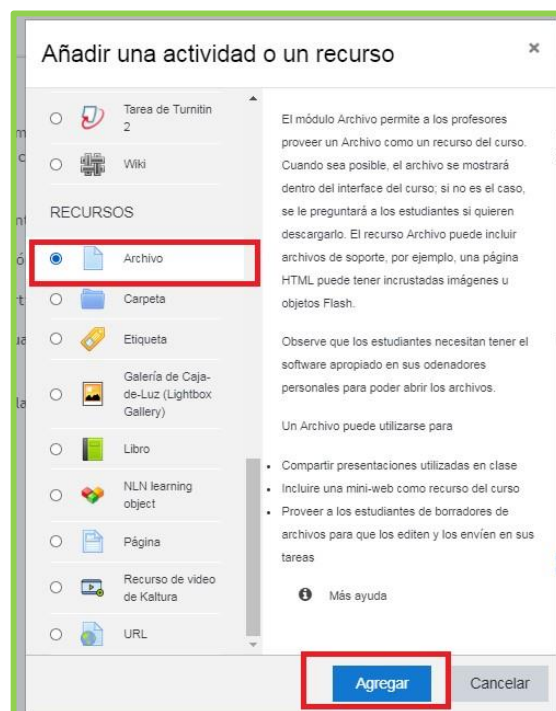 Añadir una actividad o un recurso
×
Tarea de Turnitin
2
Wiki
RECURSOS
Archivo
Carpeta
Etiqueta
Galería de Caja-
de-Luz (Lightbox
Gallery)
Libro
NLN learning
object
Página
Recurso de video
de Kaltura
URL
El módulo Archivo permite a los profesores
proveer un Archivo como un recurso del curso.
Cuando sea posible, el archivo se mostrará
dentro del interface del curso; si no es el caso,
se le preguntará a los estudiantes si quieren
descargarlo. El recurso Archivo puede incluir
archivos de soporte, por ejemplo, una página
HTML puede tener incrustadas imágenes u
objetos Flash.
Observe que los estudiantes necesitan tener el
software apropiado en sus odenadores
personales para poder abrir los archivos.
Un Archivo puede utilizarse para
• Compartir presentaciones utilizadas en clase
• Incluire una mini-web como recurso del curso
• Proveer a los estudiantes de borradores de
archivos para que los editen y los envíen en sus
tareas
Más ayuda
Agregar
Cancelar